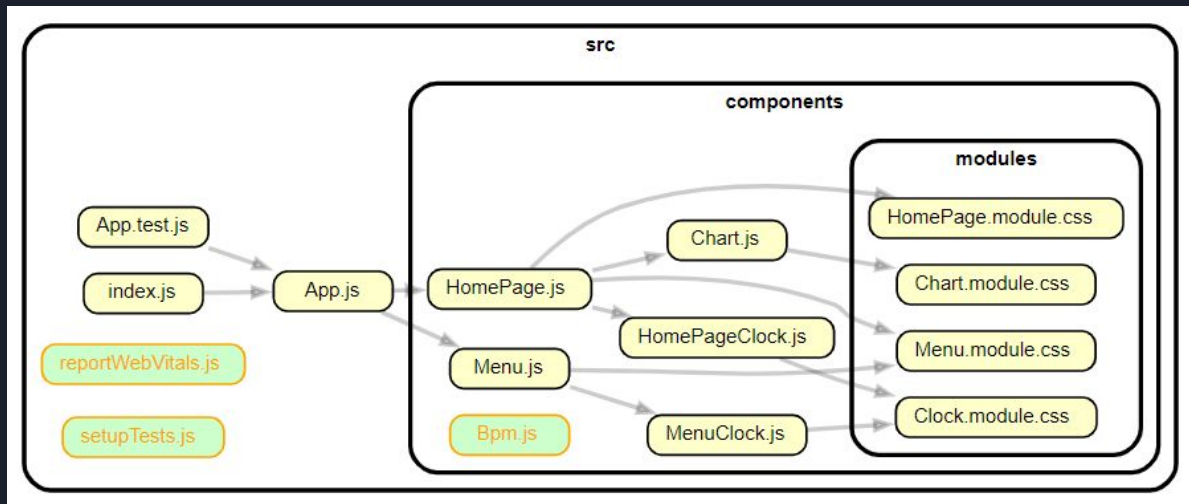 src
components
modules
HomePage.module.css
App.test.js
Chart.js
Chart.module.css
index.js
App.js
HomePage.js
HomePageClock.js
Menu.module.css
reportWebVitals.js
Menu.js
Clock.module.css
setupTests.js
Bpm.js
MenuClock.js